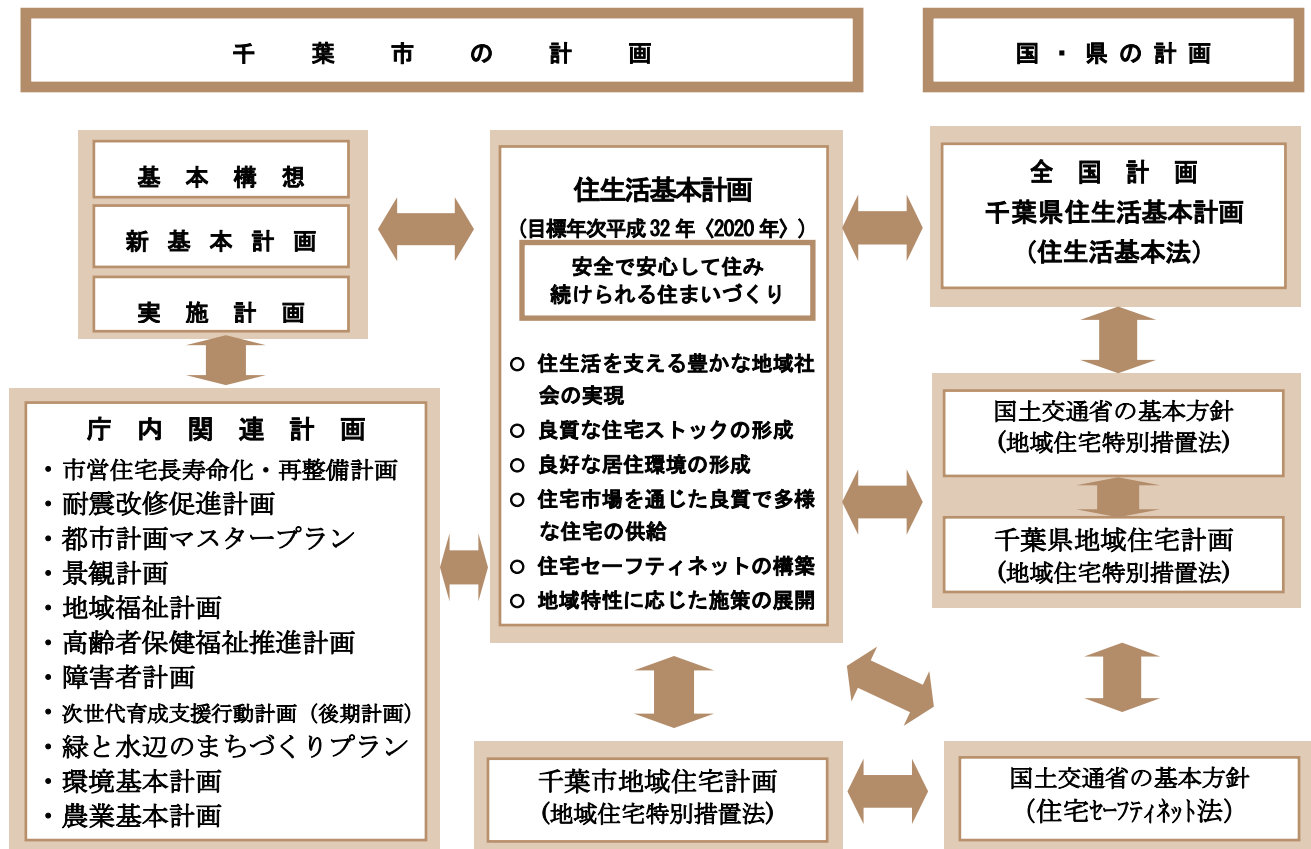 千葉市の計画
国・県の計画
基本構想
新基本計画
実施計画
庁内関連計画
・市営住宅長寿命化・再整備計画
・耐震改修促進計画
・都市計画マスタープラン
・景観計画
・地域福祉計画
・高齢者保健福祉推進計画
・障害者計画
・次世代育成支援行動計画（後期計画）
・緑と水辺のまちづくりプラン
・環境基本計画
・農業基本計画
住生活基本計画
(目標年次平成32年〈2020年〉)
安全で安心して住み
続けられる住まいづくり
○ 住生活を支える豊かな地域社
会の実現
○ 良質な住宅ストックの形成
○ 良好な居住環境の形成
○ 住宅市場を通じた良質で多様
な住宅の供給
○ 住宅セーフティネットの構築
○ 地域特性に応じた施策の展開
千葉市地域住宅計画
(地域住宅特別措置法)
全国計画
千葉県住生活基本計画
(住生活基本法)
国土交通省の基本方針
(地域住宅特別措置法)
千葉県地域住宅計画
(地域住宅特別措置法)
国土交通省の基本方針
(住宅ｾｰﾌﾃｨﾈｯﾄ法)